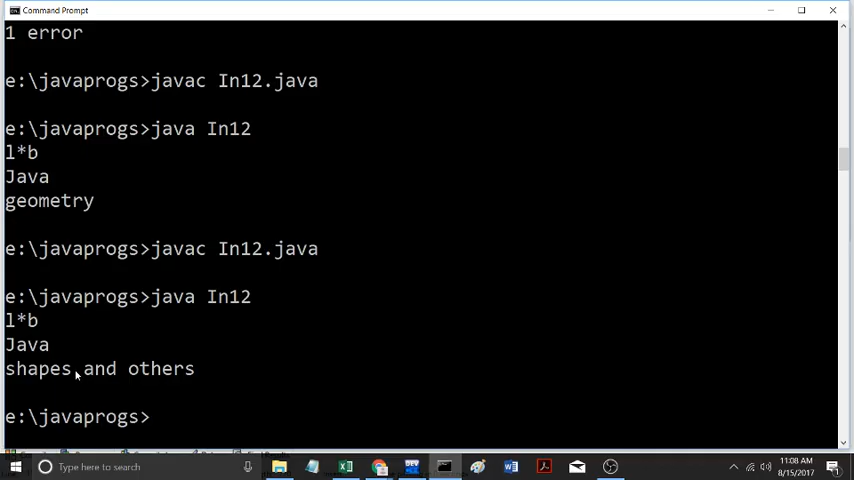 Command Prompt
1 error
e:\javaprogs>javac In12.java
e:\javaprogs>java In12
l*b
Java
geometry
e:\javaprogs>javac In12.java
e:\javaprogs>java In12
l*b
Java
shapes and others
e:\javaprogs>
Type here to search
11:08 AM
8/15/2017